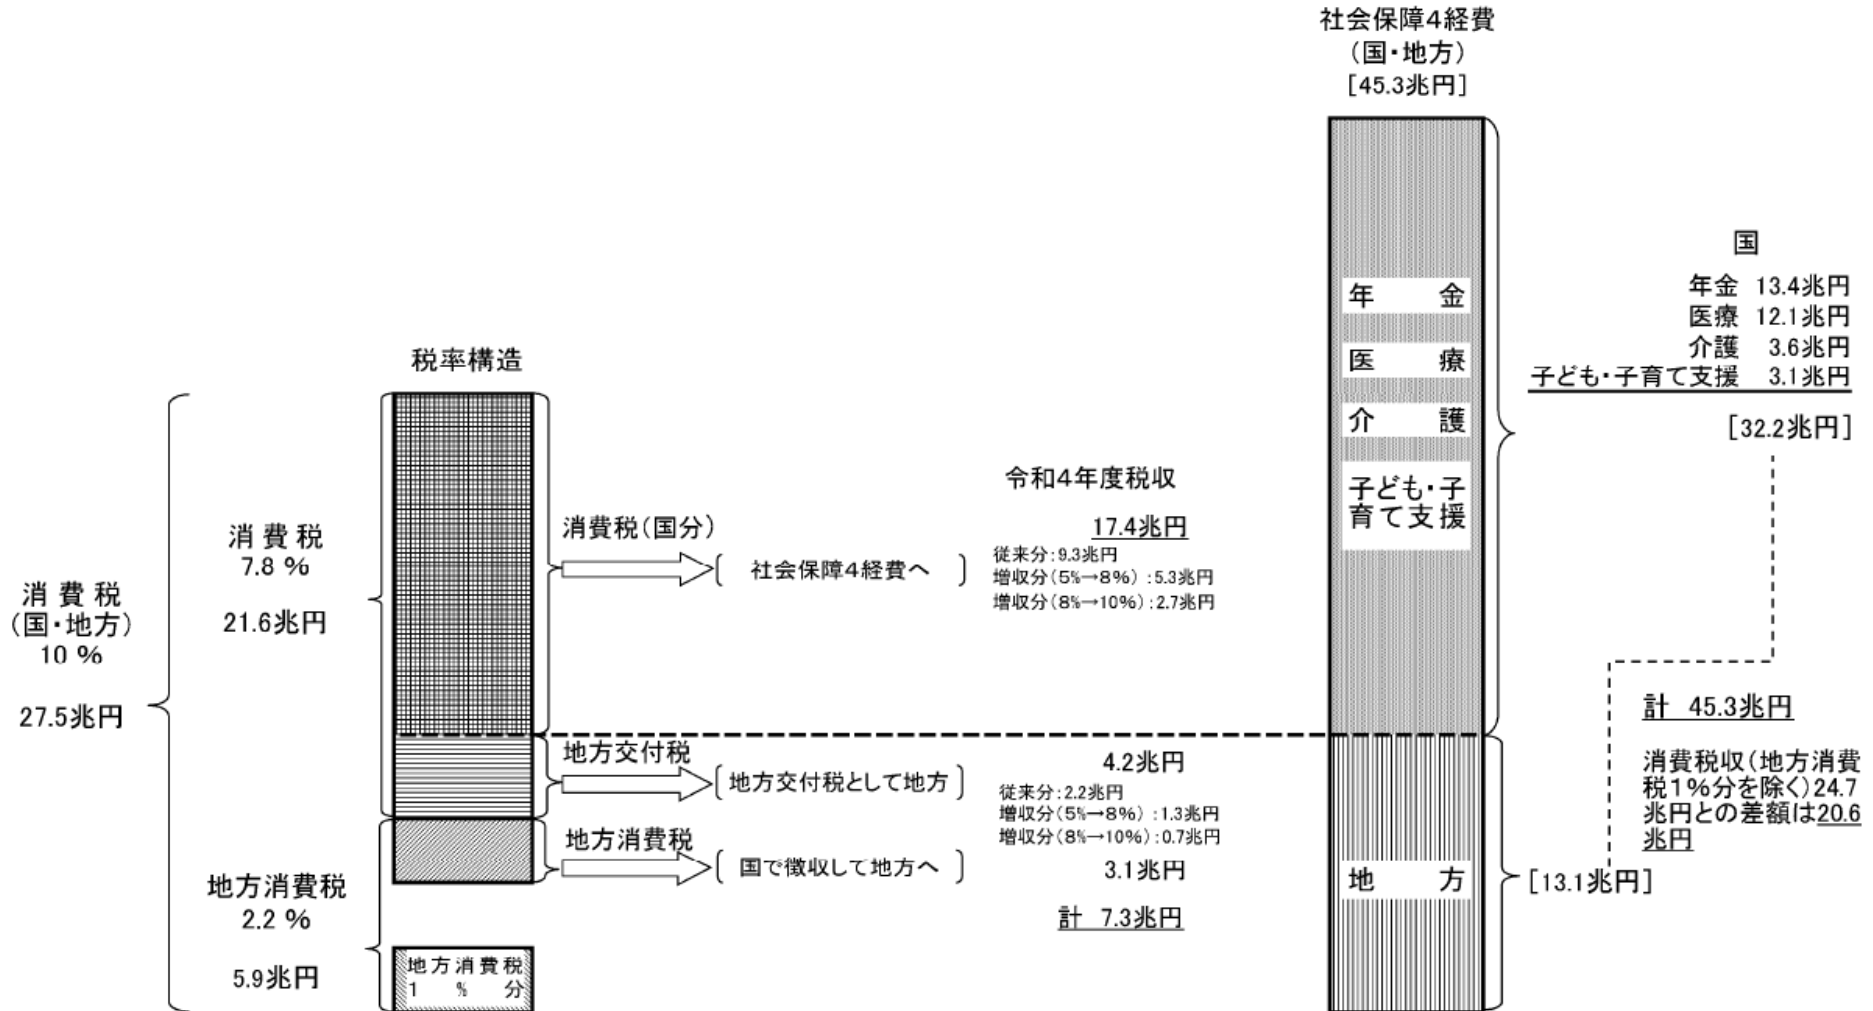 社会保障4経費
(国・地方)
[45.3兆円]
国
年金 13.4兆円
医療 12.1兆円
介護 3.6兆円
子ども・子育て支援 3.1兆円
[32.2兆円]
税率構造
消費税
(国・地方)
10 %
27.5兆円
消費税
7.8 %
21.6兆円
地方消費税
2.2 %
5.9兆円
地方消費税
1 % 分
消費税(国分)
社会保障4経費へ
令和4年度税収
17.4兆円
従来分:9.3兆円
増収分(5%→8%):5.3兆円
増収分(8%→10%):2.7兆円
地方交付税
地方交付税として地方
4.2兆円
従来分:2.2兆円
増収分(5%→8%):1.3兆円
増収分(8%→10%):0.7兆円
地方消費税
国で徴収して地方へ
3.1兆円
計 7.3兆円
年 金
医 療
介 護
子ども・子
育て支援
地 方
[13.1兆円]
計 45.3兆円
消費税収(地方消費
税1%分を除く)24.7
兆円との差額は20.6
兆円